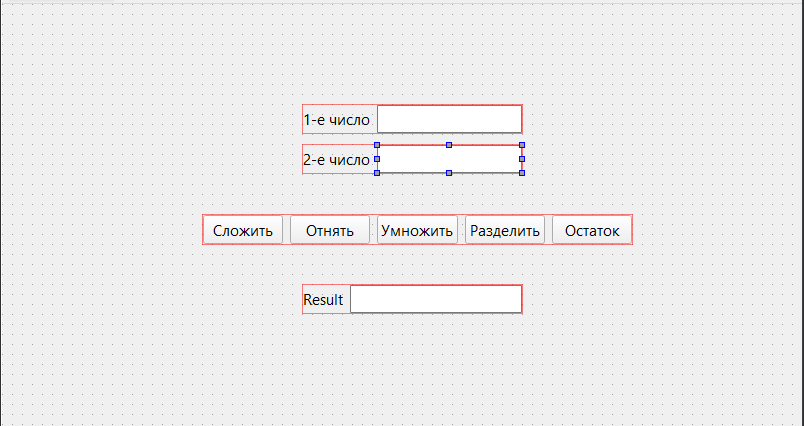 1-е число
2-е число
Сложить Отнять Умножить Разделить Остаток
Result